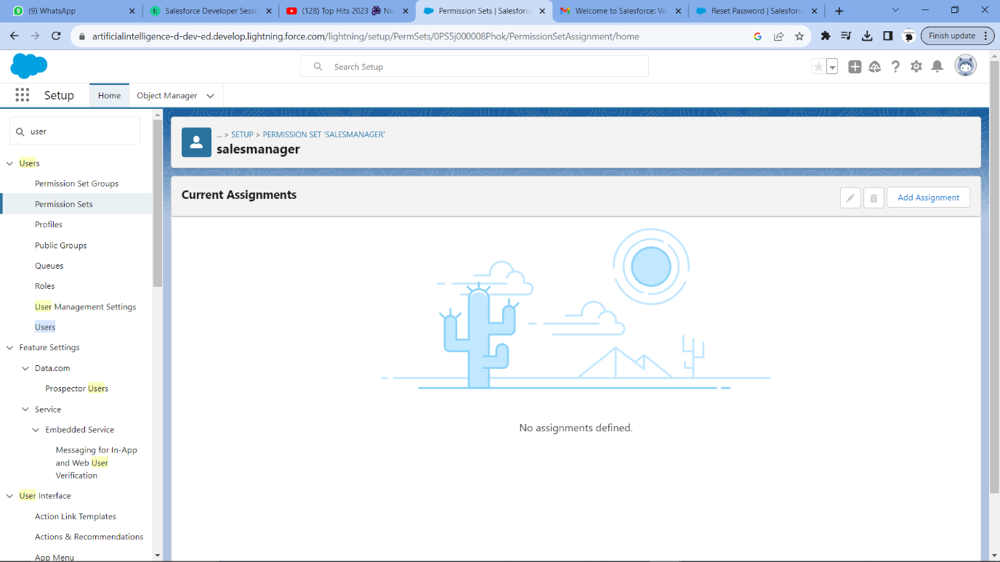 (9) WhatsApp
Salesforce Developer Sessi
(128) Top Hits 2023
Ne
Permission Sets | Salesforc
Welcome to Salesforce: Ve
Reset Password | Salesforc
artificialintelligence-d-dev-ed.develop.lightning.force.com/lightning/setup/PermSets/0PS5j000008Phok/PermissionSetAssignment/home
Finish update
Search Setup
Setup
Home
Object Manager
user
Users
Permission Set Groups
Permission Sets
Profiles
Public Groups
Queues
Roles
User Management Settings
Users
Feature Settings
Data.com
Prospector Users
Service
Embedded Service
Messaging for In-App
and Web User
Verification
User Interface
Action Link Templates
Actions & Recommendations
App Menu
... > SETUP > PERMISSION SET 'SALESMANAGER'
salesmanager
Current Assignments
Add Assignment
No assignments defined.